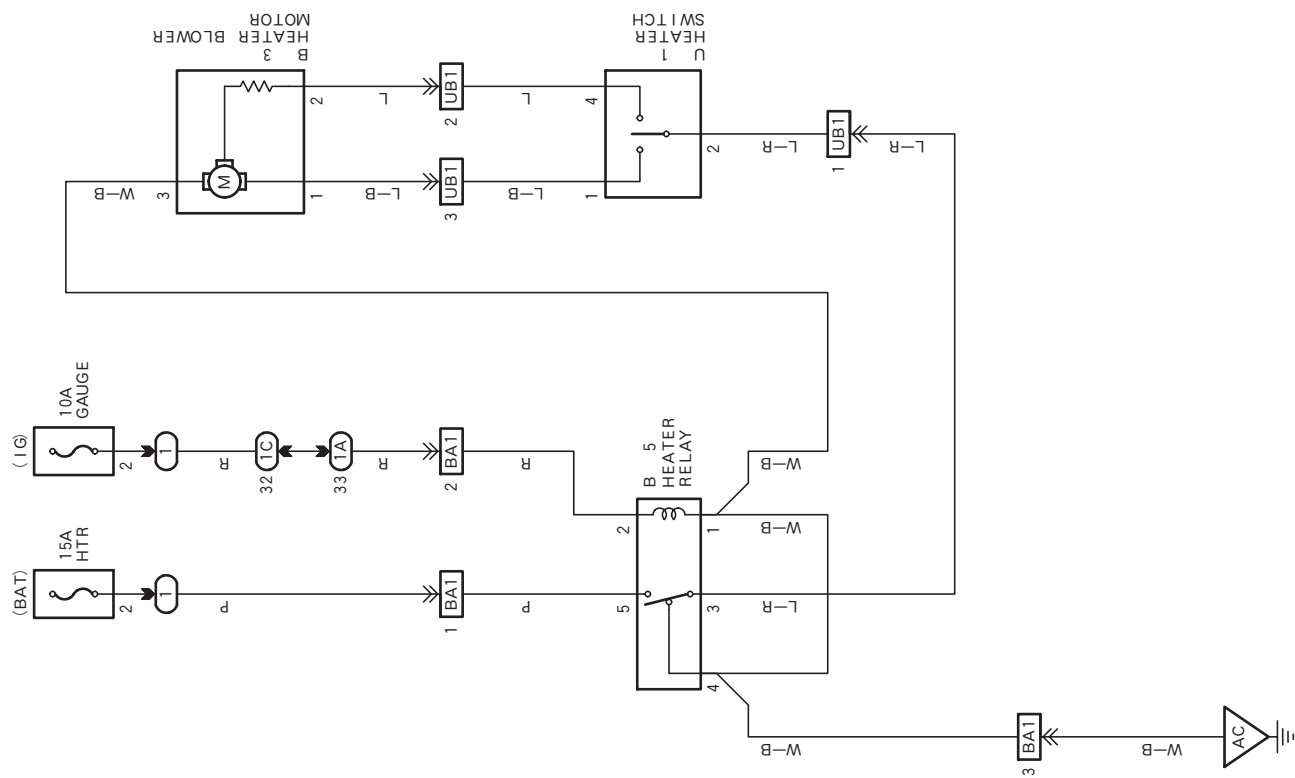 B 3
HEATER BLOWER
MOTOR
U 1
HEATER
SWITCH
2
L
UB1
2
L
4
3
W-B
M
1
L-B
UB1
3
L-B
1
2
L-R
UB1
1
L-R
(IG)
10A
GAUGE
2
1
R
1C
32
1A
33
R
BA1
2
R
B 5
HEATER
RELAY
W-B
2
1
W-B
(BAT)
15A
HTR
2
1
P
BA1
1
P
5
3
L-R
4
W-B
BA1
3
W-B
AC